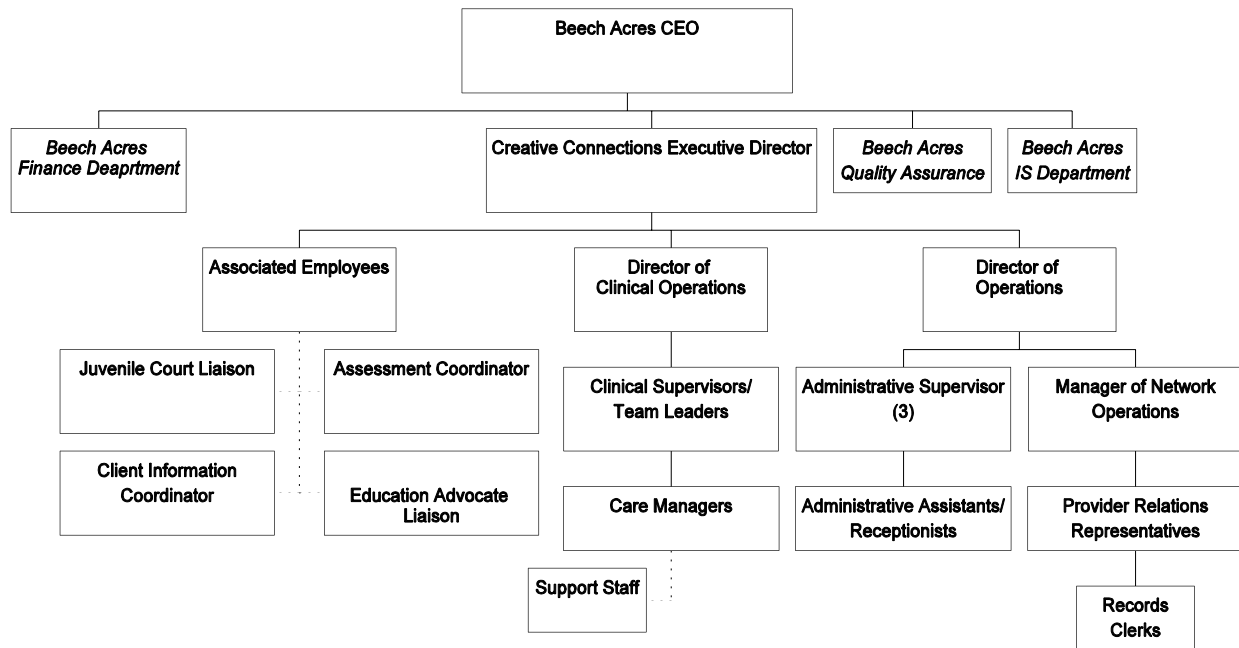 Beech Acres CEO
Beech Acres
Finance Deaprtment
Creative Connections Executive Director
Beech Acres
Quality Assurance
Beech Acres
IS Department
Associated Employees
Director of
Clinical Operations
Director of
Operations
Juvenile Court Liaison
Assessment Coordinator
Clinical Supervisors/
Team Leaders
Administrative Supervisor
(3)
Manager of Network
Operations
Client Information
Coordinator
Education Advocate
Liaison
Care Managers
Administrative Assistants/
Receptionists
Provider Relations
Representatives
Support Staff
Records
Clerks